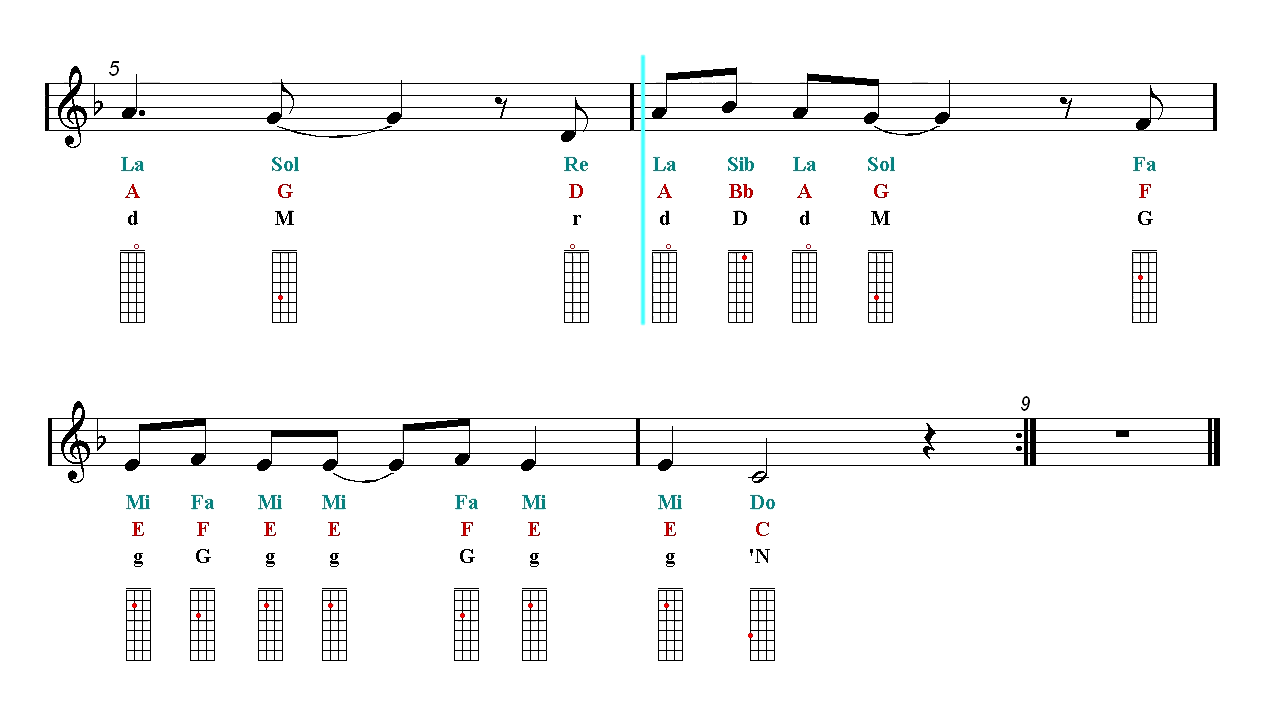 5
La Sol Re La Sib La Sol Fa
A G D A Bb A G F
d M r d D d M G
9
Mi Fa Mi Mi Fa Mi Mi Do
E F E E F E E C
g G g g G g g 'N